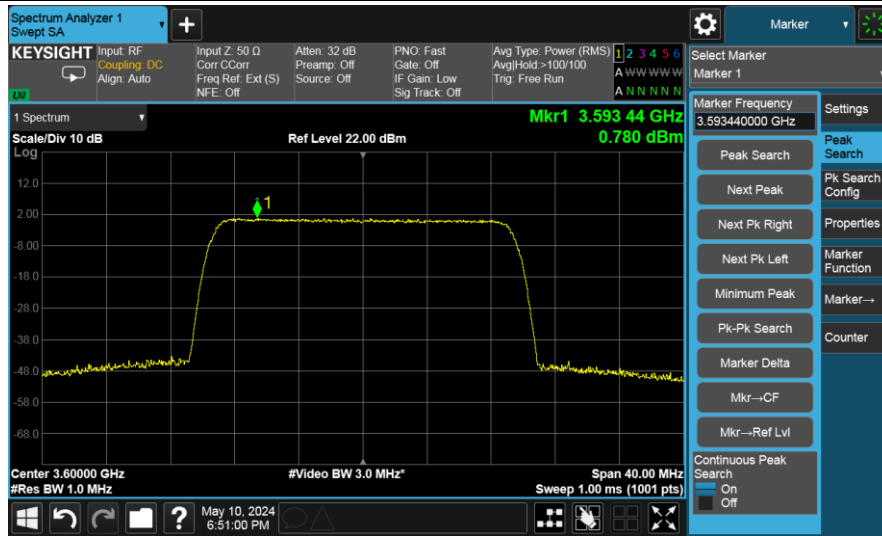 Spectrum Analyzer 1
Swept SA
Marker
KEYSIGHT
Input: RF
Coupling: DC
Align: Auto
Input Z: 50 Ω
Corr CCorr
Freq Ref: Ext (S)
NFE: Off
Atten: 32 dB
Preamp: Off
Source: Off
PNO: Fast
Gate: Off
IF Gain: Low
Sig Track: Off
Avg Type: Power (RMS)
Avg|Hold:>100/100
Trig: Free Run
1 2 3 4 5 6
A W W W W W
A N N N N N
LXI
Select Marker
Marker 1
1 Spectrum
Scale/Div 10 dB
Log
Ref Level 22.00 dBm
Mkr1 3.593 44 GHz
0.780 dBm
12.0
2.00
-8.00
-18.0
-28.0
-38.0
-48.0
-58.0
-68.0
1
Center 3.60000 GHz
#Res BW 1.0 MHz
#Video BW 3.0 MHz*
Span 40.00 MHz
Sweep 1.00 ms (1001 pts)
Marker Frequency
3.593440000 GHz
Peak Search
Next Peak
Next Pk Right
Next Pk Left
Minimum Peak
Pk-Pk Search
Marker Delta
Mkr→CF
Mkr→Ref Lvl
Continuous Peak
Search
On
Off
Settings
Peak
Search
Pk Search
Config
Properties
Marker
Function
Marker→
Counter
?
May 10, 2024
6:51:00 PM